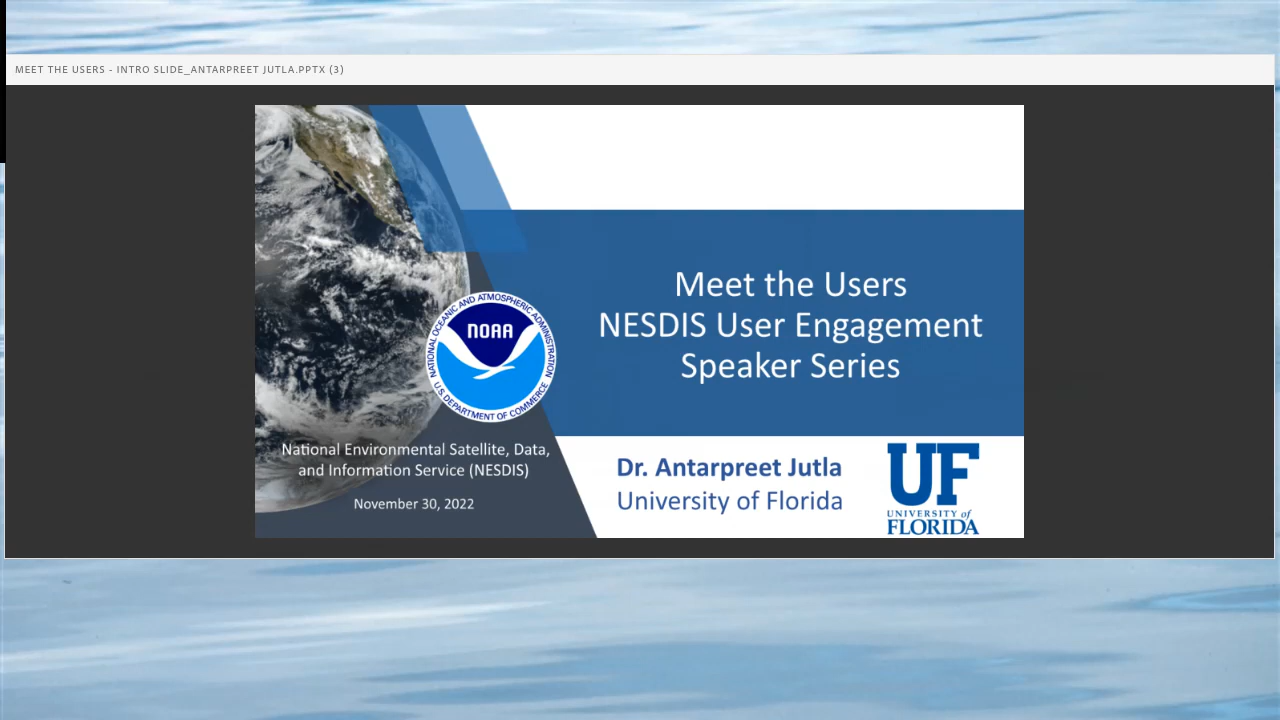 MEET THE USERS - INTRO SLIDE_ANTARPREET JUTLA.PPTX (3)
Meet the Users
NESDIS User Engagement
Speaker Series
NATIONAL OCEANIC AND ATMOSPHERIC ADMINISTRATION
NOAA
U.S. DEPARTMENT OF COMMERCE
National Environmental Satellite, Data,
and Information Service (NESDIS)
November 30, 2022
Dr. Antarpreet Jutla
University of Florida
UF
UNIVERSITY of
FLORIDA